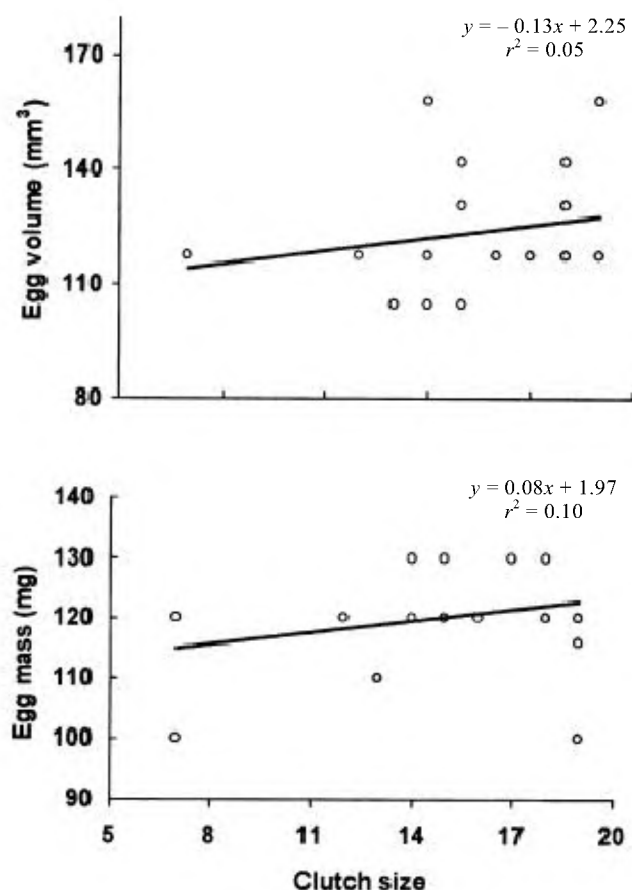 y = – 0.13x + 2.25
r² = 0.05
170
140
110
80
Egg volume (mm³)
y = 0.08x + 1.97
r² = 0.10
140
130
120
110
100
90
Egg mass (mg)
5 8 11 14 17 20
Clutch size